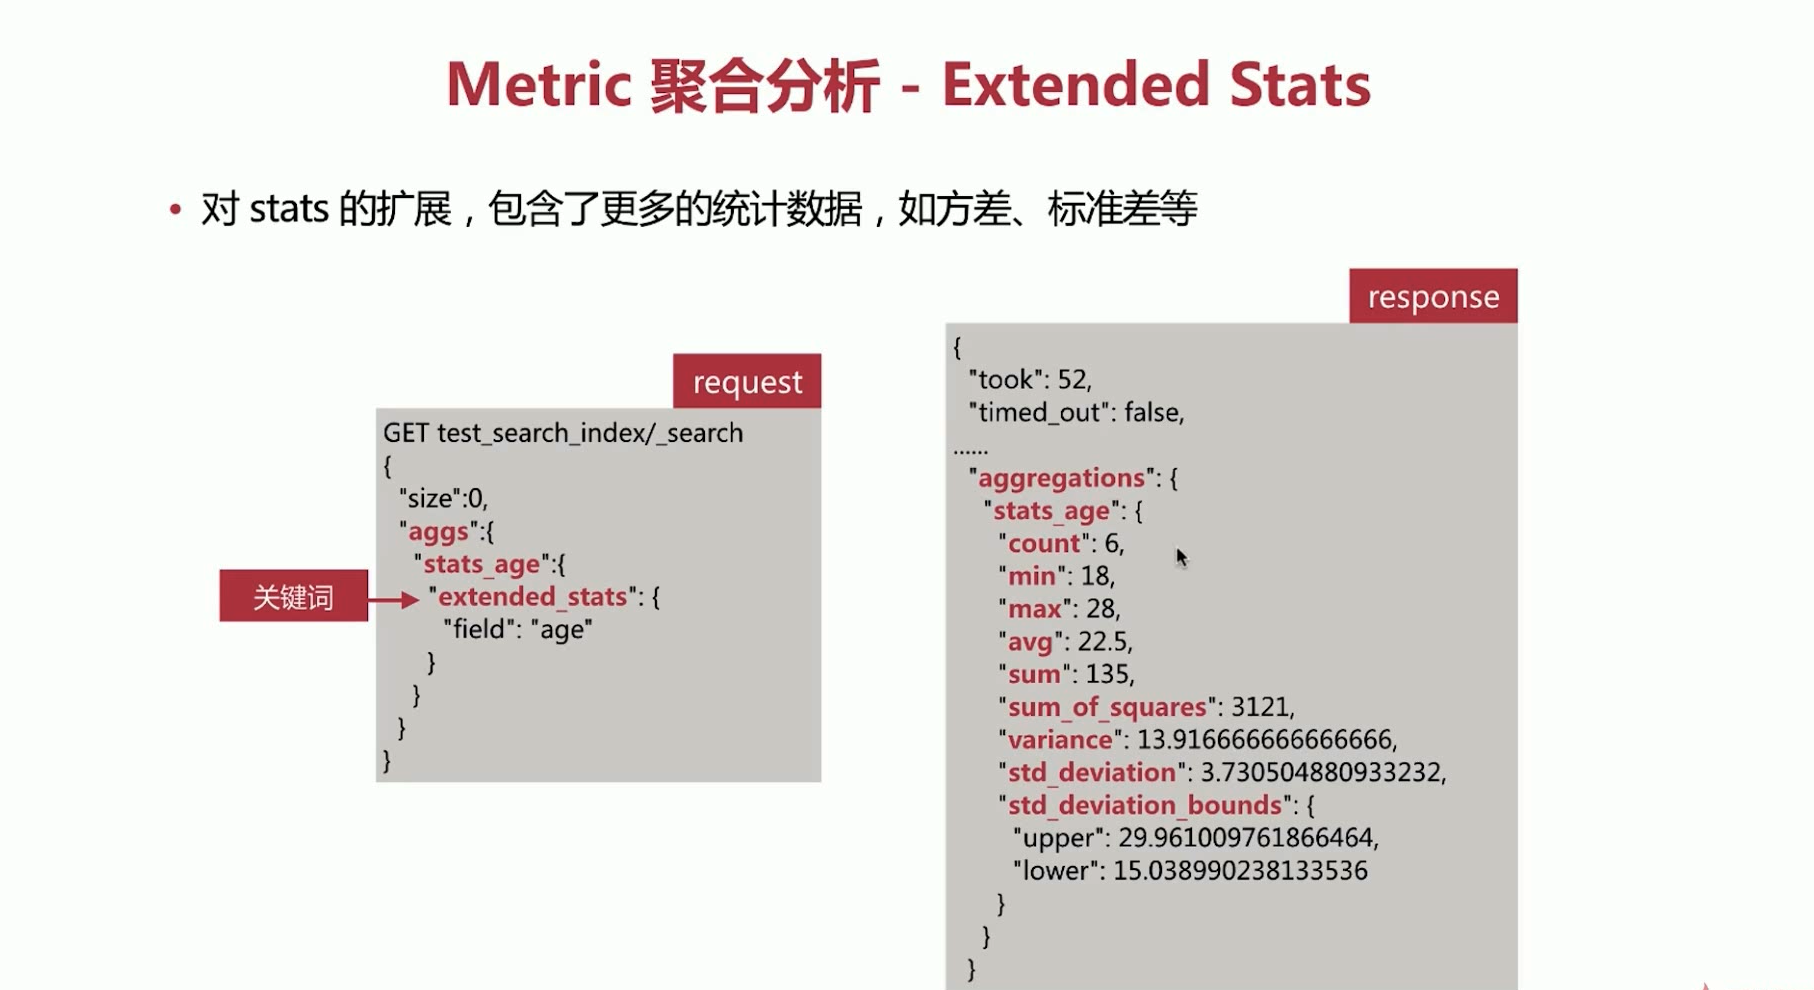 Metric 聚合分析 - Extended Stats
• 对 stats 的扩展，包含了更多的统计数据，如方差、标准差等
request
GET test_search_index/_search
{
"size":0,
"aggs":{
"stats_age":{
"extended_stats": {
"field": "age"
}
}
}
}
关键词
response
{
"took": 52,
"timed_out": false,
......
"aggregations": {
"stats_age": {
"count": 6,
"min": 18,
"max": 28,
"avg": 22.5,
"sum": 135,
"sum_of_squares": 3121,
"variance": 13.916666666666666,
"std_deviation": 3.730504880933232,
"std_deviation_bounds": {
"upper": 29.961009761866464,
"lower": 15.038990238133536
}
}
}